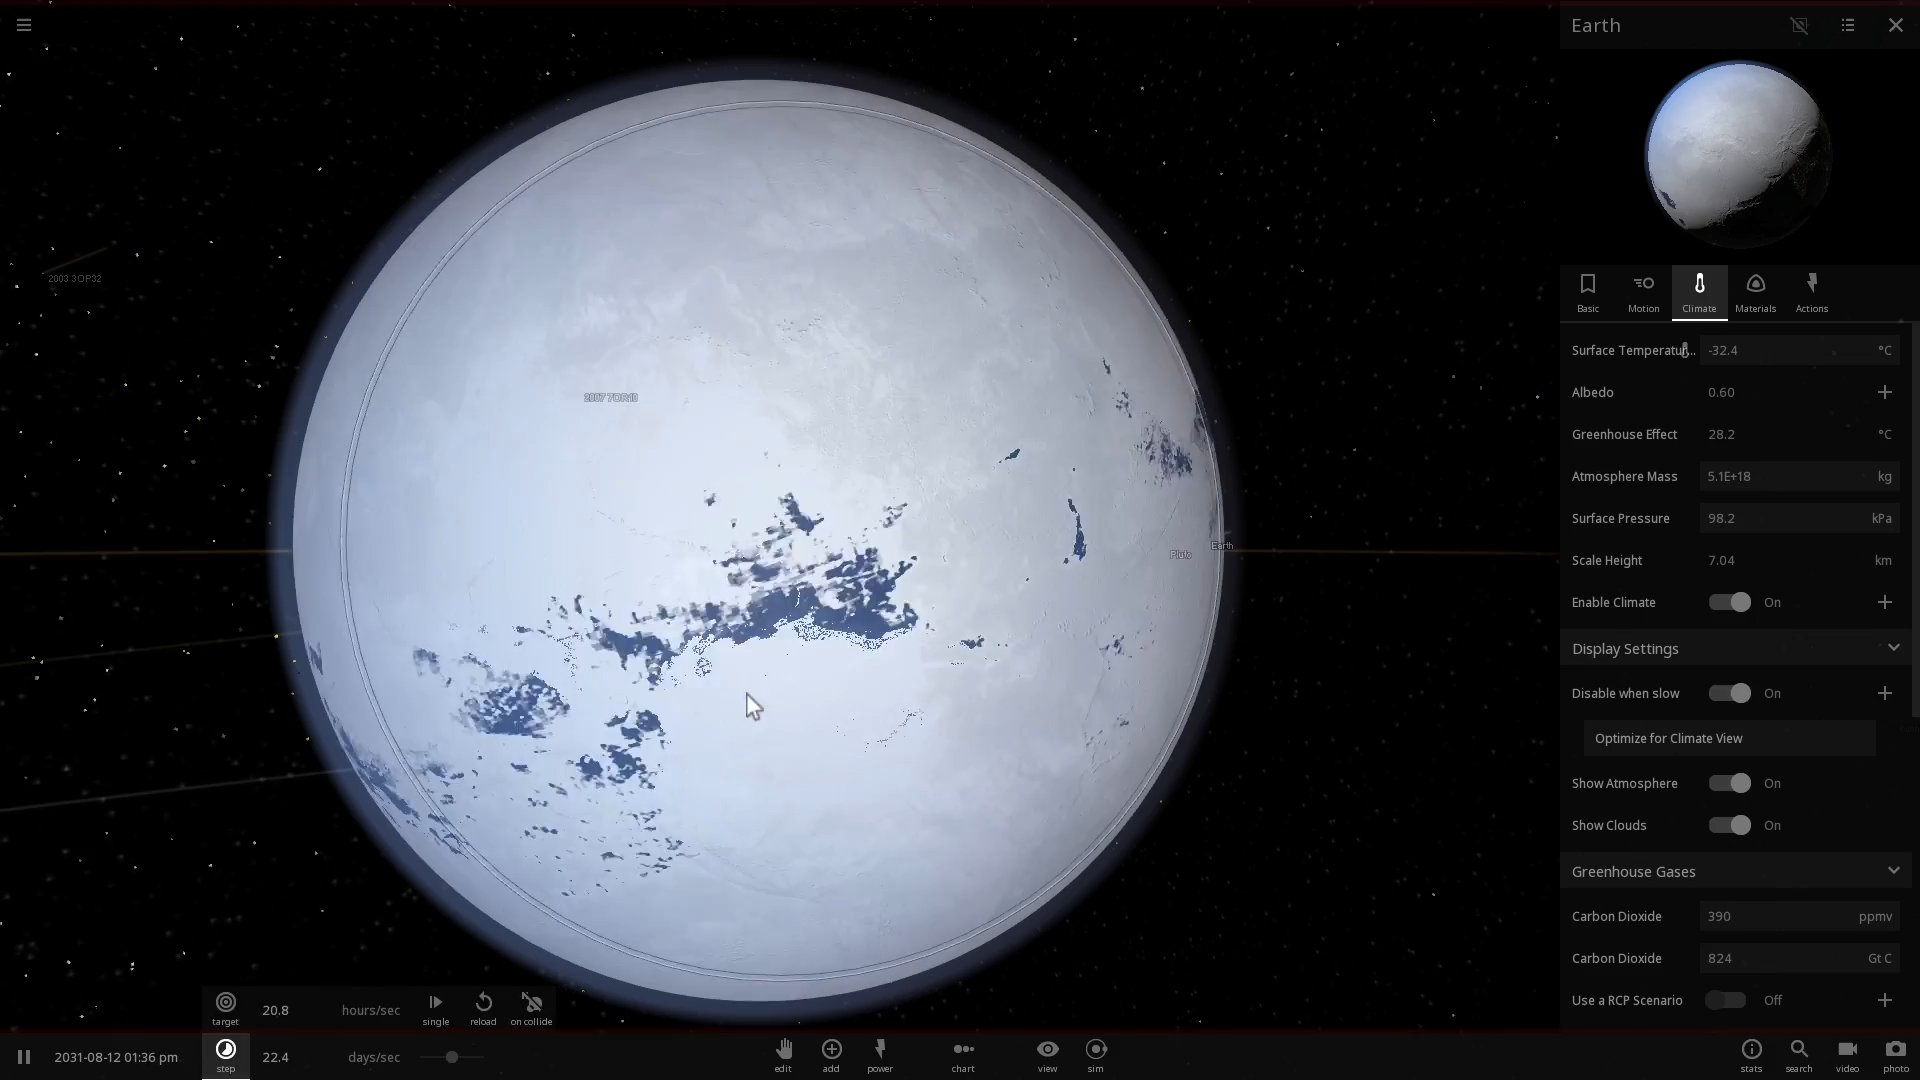 Earth
2003 3OP32
2007 7OR10
Pluto
Earth
Basic
Motion
Climate
Materials
Actions
Surface Temperatur...
-32.4
°C
Albedo
0.60
Greenhouse Effect
28.2
°C
Atmosphere Mass
5.1E+18
kg
Surface Pressure
98.2
kPa
Scale Height
7.04
km
Enable Climate
On
Display Settings
Disable when slow
On
Optimize for Climate View
Show Atmosphere
On
Show Clouds
On
Greenhouse Gases
Carbon Dioxide
390
ppmv
Carbon Dioxide
824
Gt C
Use a RCP Scenario
Off
target
20.8
hours/sec
single
reload
on collide
2031-08-12 01:36 pm
step
22.4
days/sec
edit
add
power
chart
view
sim
stats
search
video
photo